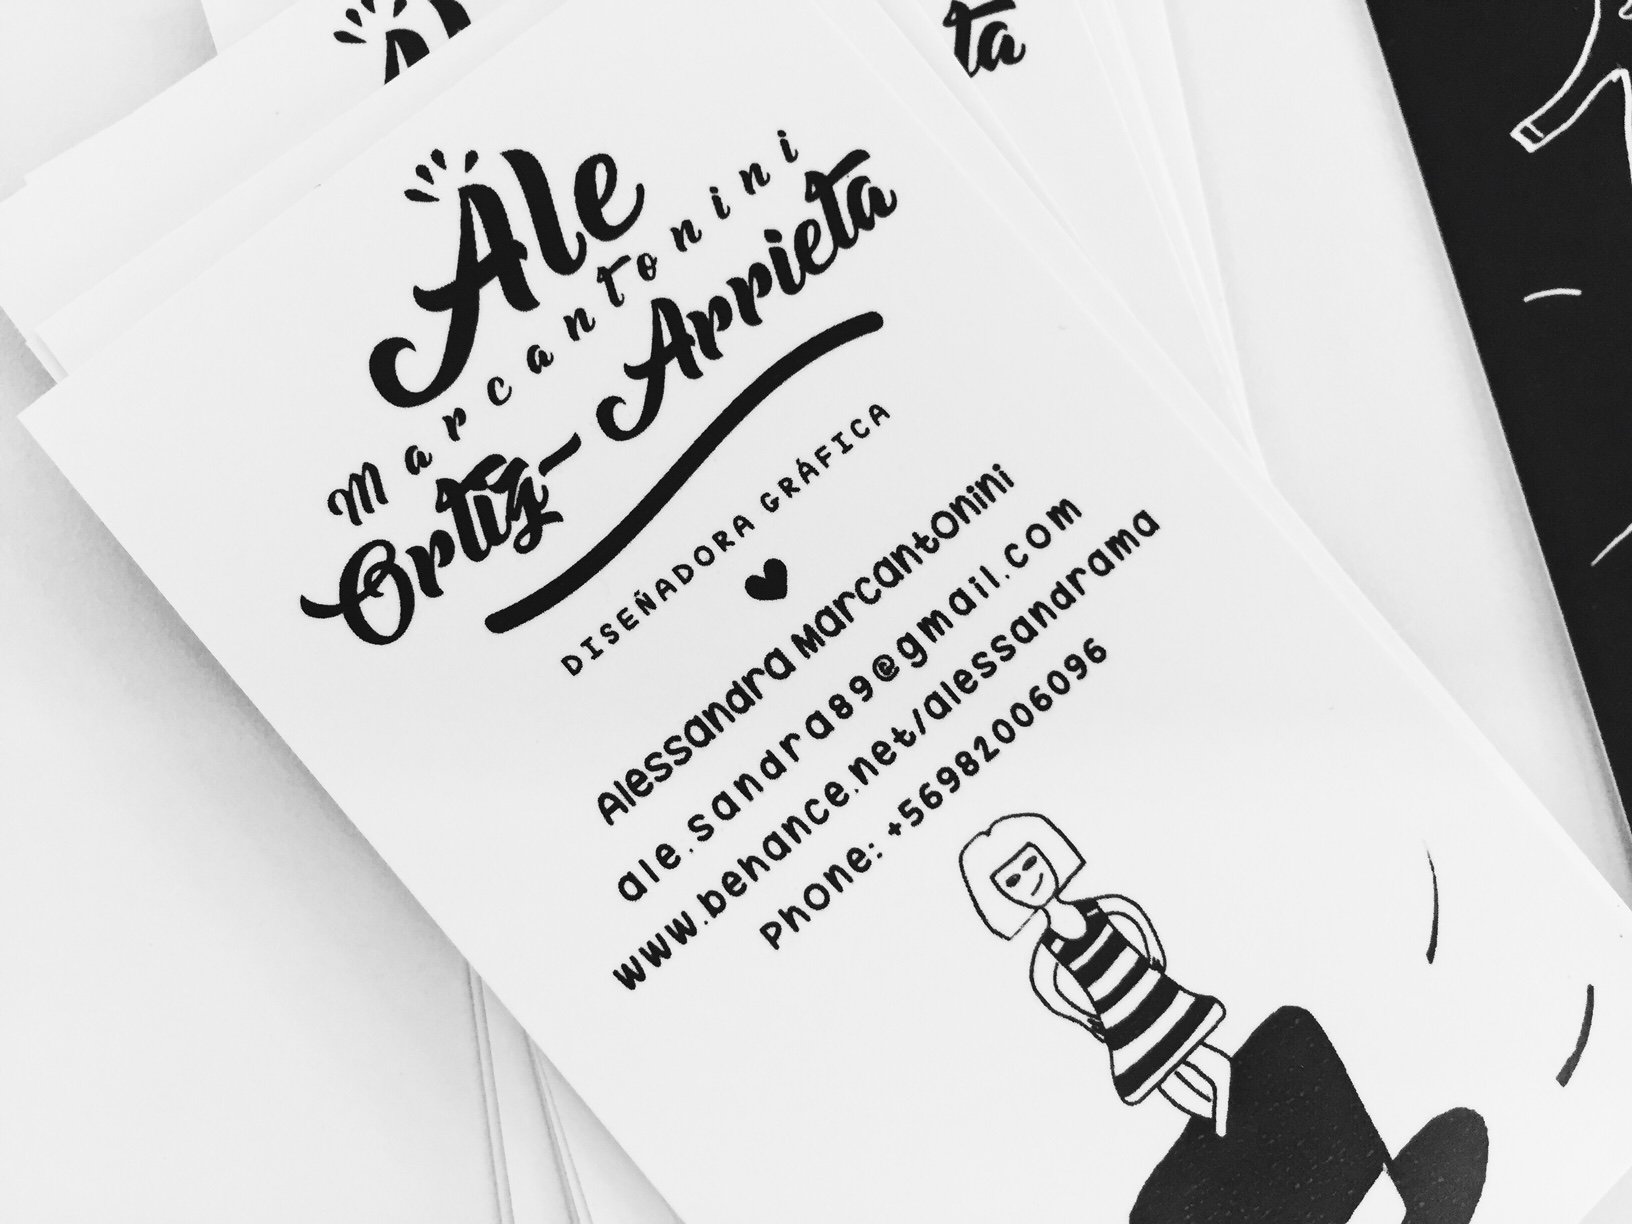 Ale
Marcantonini
Ortiz-Arrieta
DISEÑADORA GRÁFICA
Alessandra Marcantonini
ale.sandra89@gmail.com
www.behance.net/alessandrama
Phone: +56982006096